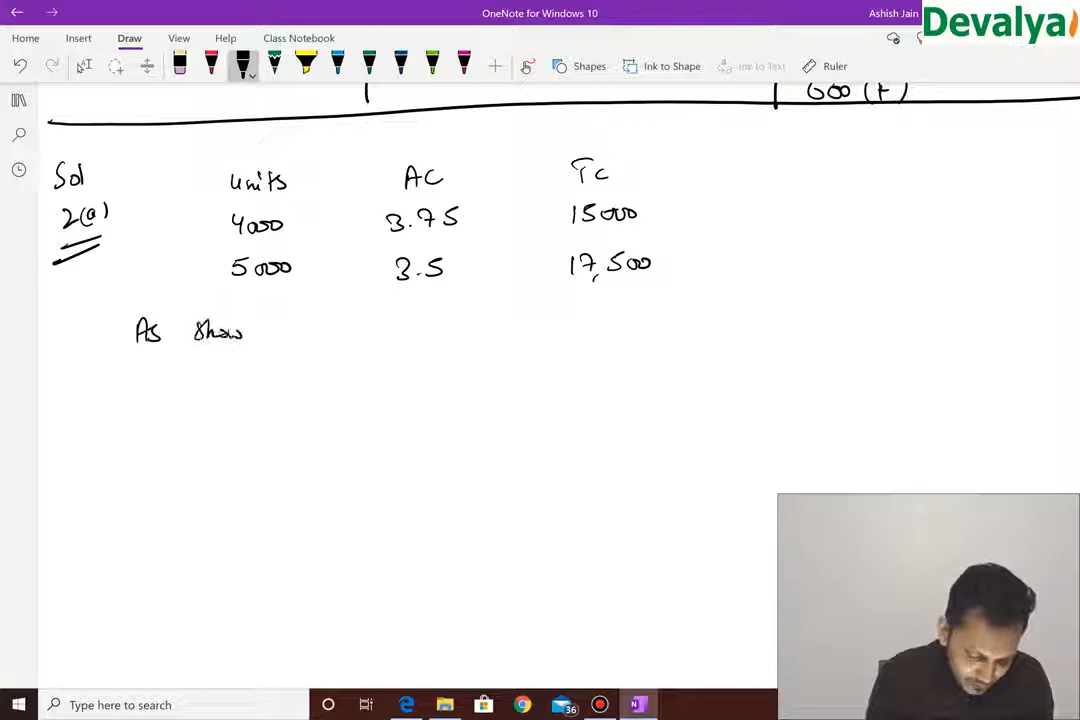 OneNote for Windows 10
Ashish Jain
Devalya
Home Insert Draw View Help Class Notebook
Shapes Ink to Shape Ink to Text Ruler
600 (F)
Sol units AC TC
2(a) 4000 3.75 15000
5000 3.5 17,500
As show
Type here to search
36